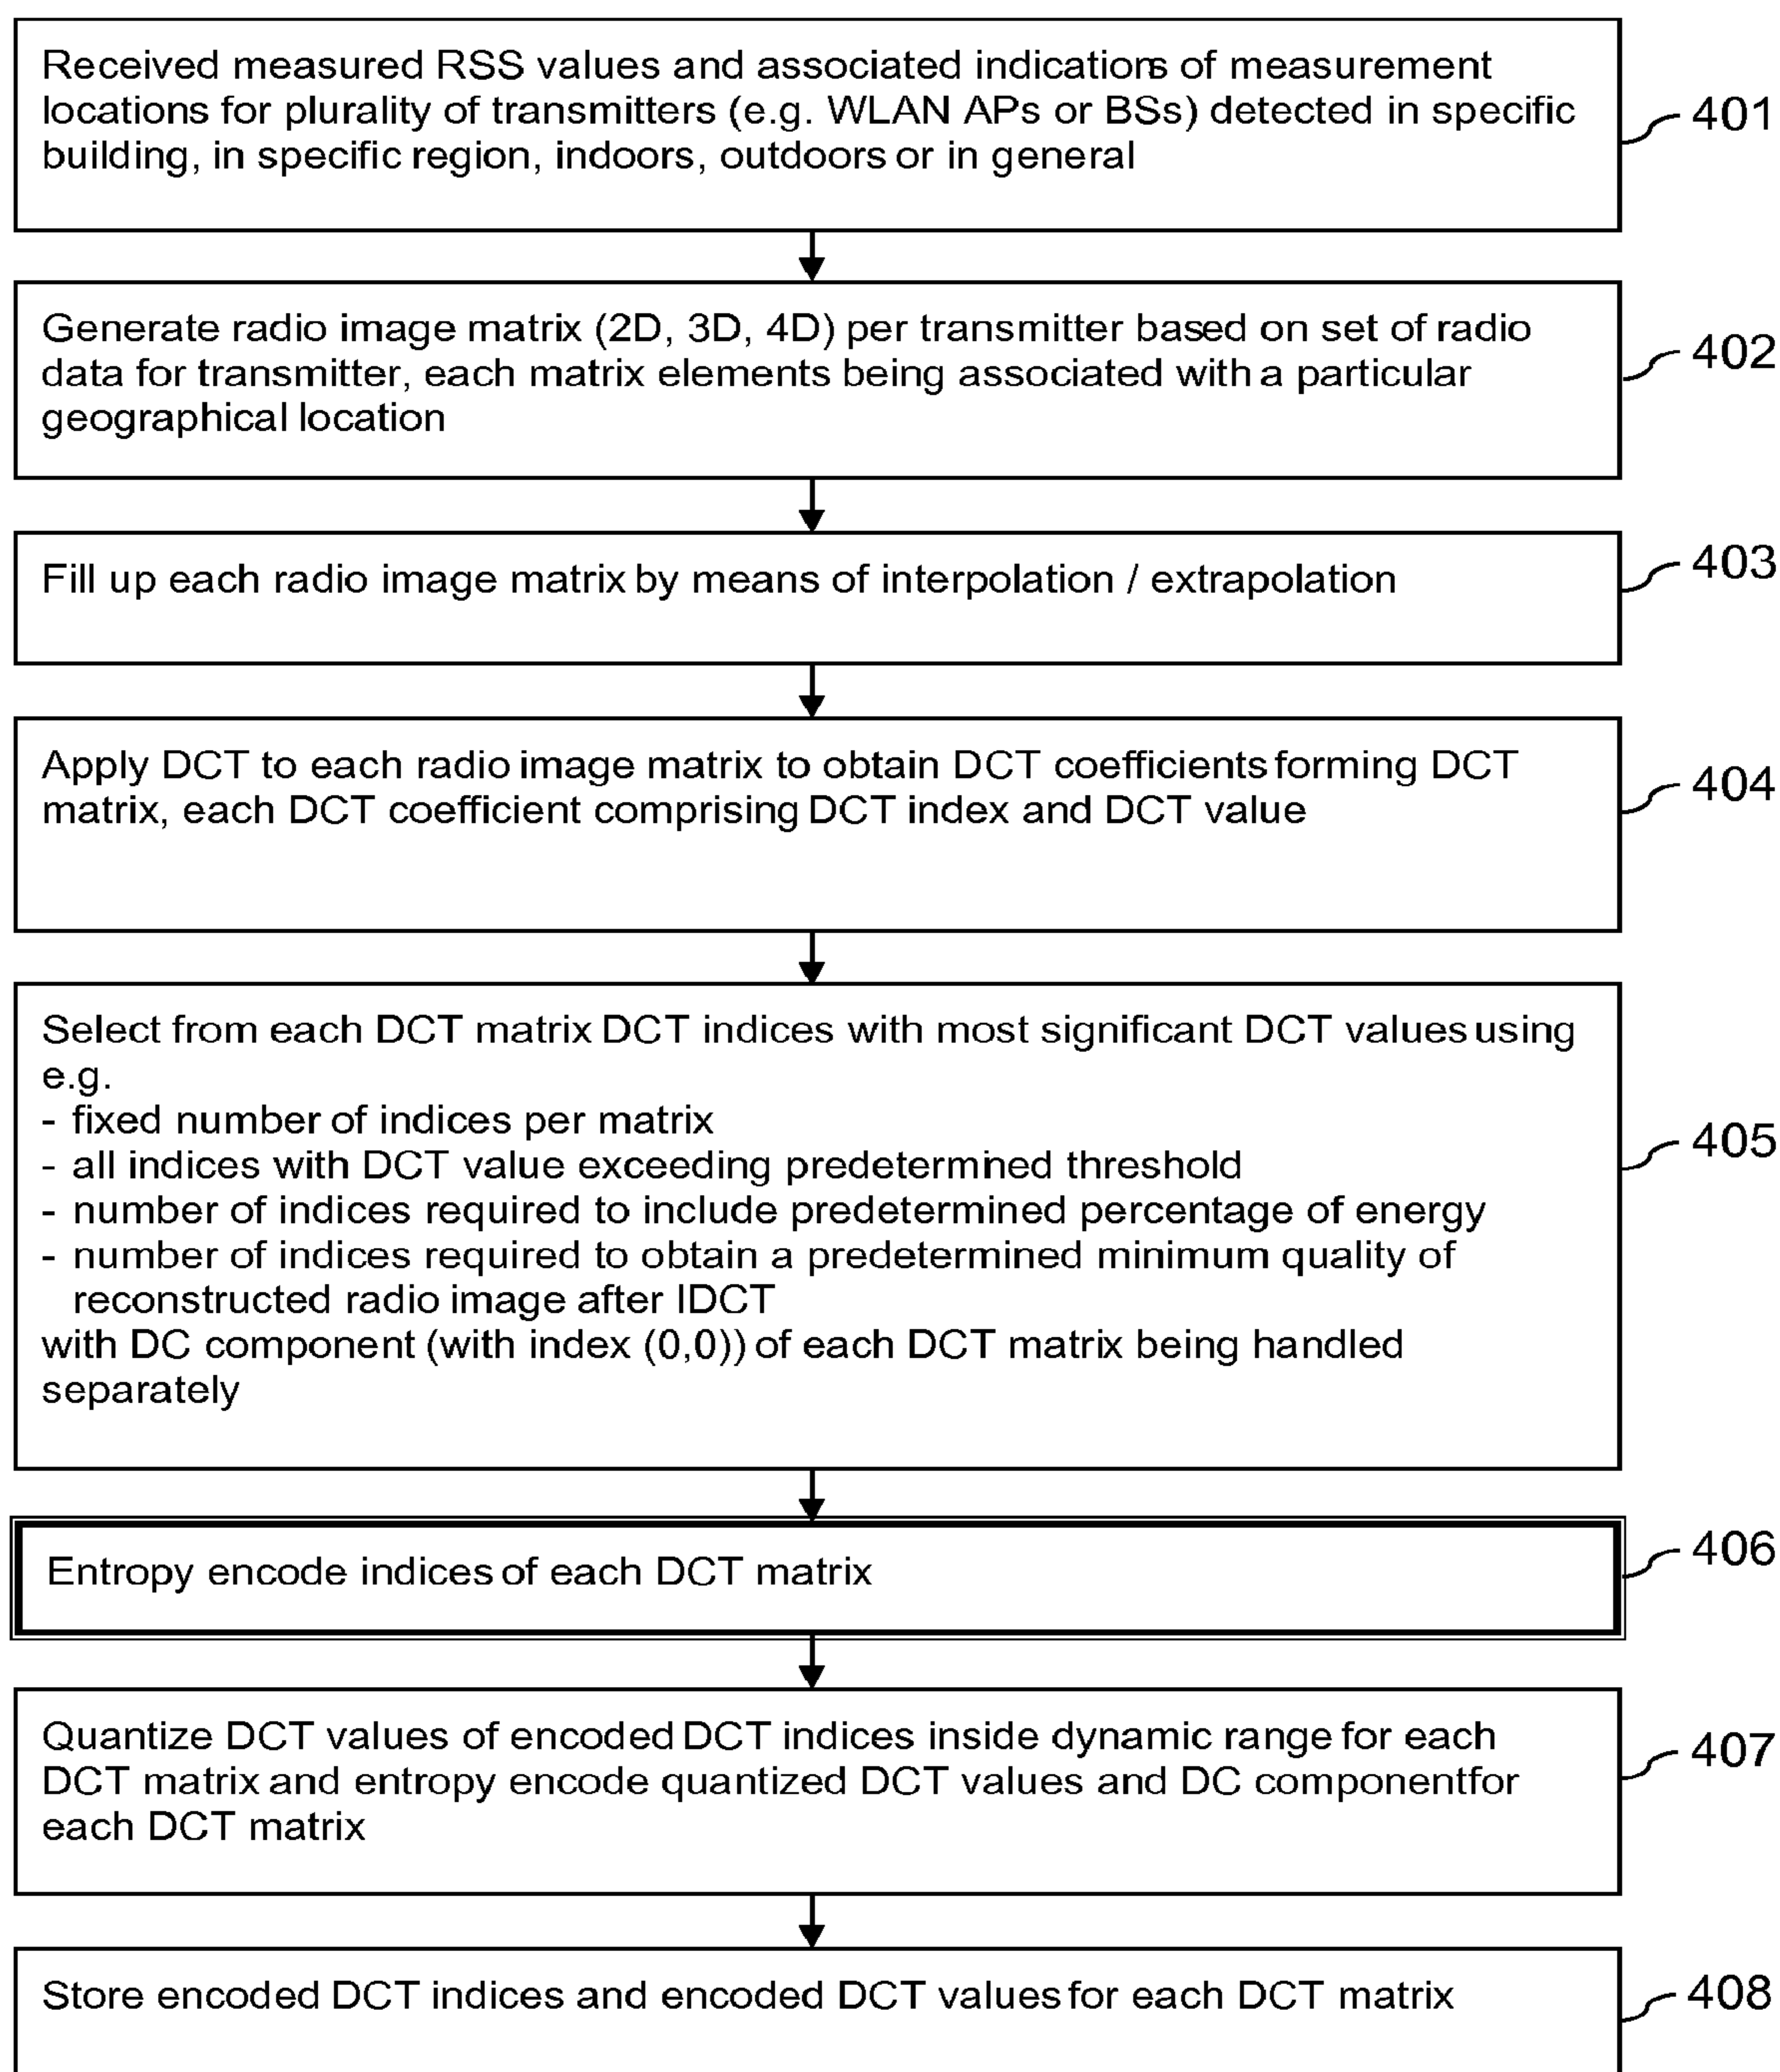 Received measured RSS values and associated indications of measurement
locations for plurality of transmitters (e.g. WLAN APs or BSs) detected in specific
building, in specific region, indoors, outdoors or in general
401
Generate radio image matrix (2D, 3D, 4D) per transmitter based on set of radio
data for transmitter, each matrix elements being associated with a particular
geographical location
402
Fill up each radio image matrix by means of interpolation / extrapolation
403
Apply DCT to each radio image matrix to obtain DCT coefficients forming DCT
matrix, each DCT coefficient comprising DCT index and DCT value
404
Select from each DCT matrix DCT indices with most significant DCT values using
e.g.
- fixed number of indices per matrix
- all indices with DCT value exceeding predetermined threshold
- number of indices required to include predetermined percentage of energy
- number of indices required to obtain a predetermined minimum quality of
reconstructed radio image after IDCT
with DC component (with index (0,0)) of each DCT matrix being handled
separately
405
Entropy encode indices of each DCT matrix
406
Quantize DCT values of encoded DCT indices inside dynamic range for each
DCT matrix and entropy encode quantized DCT values and DC component for
each DCT matrix
407
Store encoded DCT indices and encoded DCT values for each DCT matrix
408